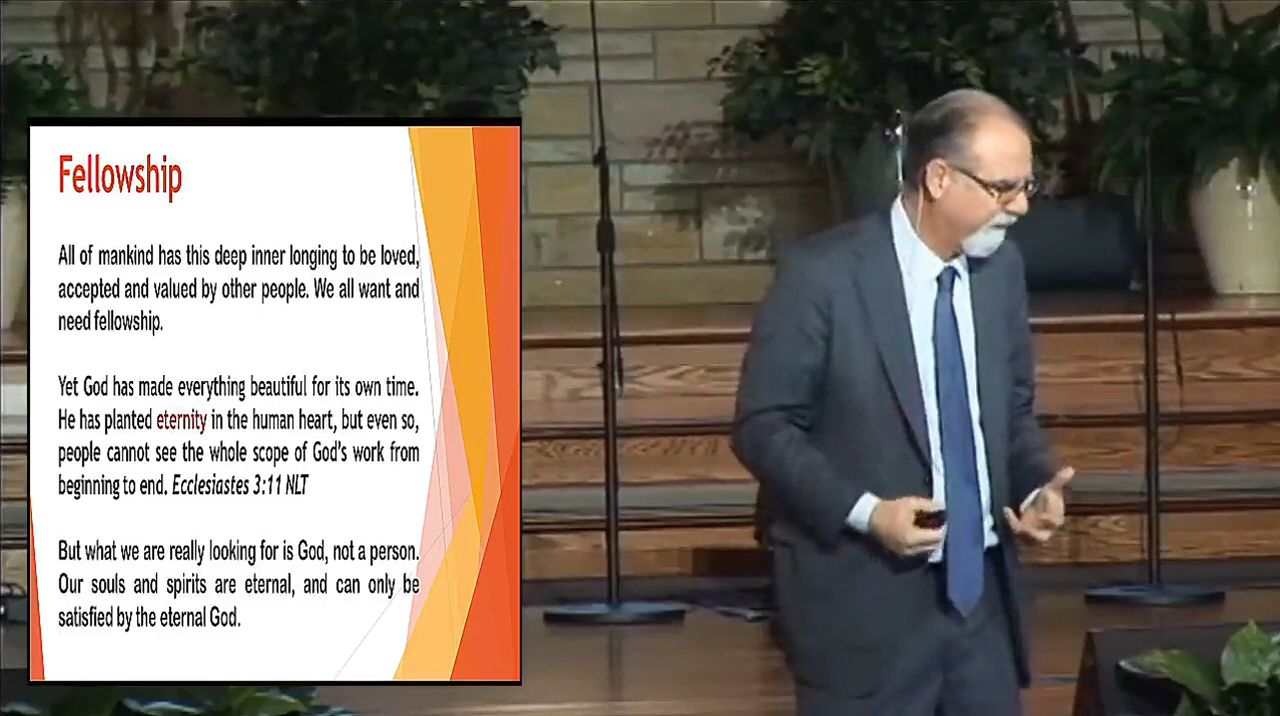 Fellowship
All of mankind has this deep inner longing to be loved,
accepted and valued by other people. We all want and
need fellowship.
Yet God has made everything beautiful for its own time.
He has planted eternity in the human heart, but even so,
people cannot see the whole scope of God's work from
beginning to end. Ecclesiastes 3:11 NLT
But what we are really looking for is God, not a person.
Our souls and spirits are eternal, and can only be
satisfied by the eternal God.